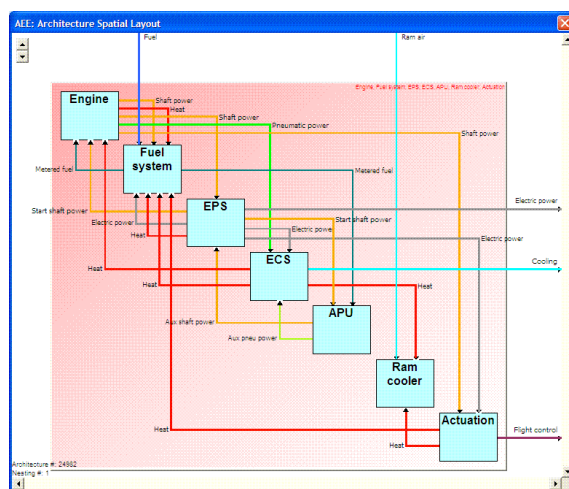 AEE: Architecture Spatial Layout
Fuel
Ram air
Engine, Fuel system, EPS, ECS, APU, Ram cooler, Actuation
Engine
Shaft power
Heat
Shaft power
Pneumatic power
Shaft power
Fuel
system
Metered fuel
Metered fuel
EPS
Electric power
Start shaft power
Start shaft power
Electric power
Electric powe
Heat
Electric power
ECS
Cooling
Heat
Heat
Heat
APU
Aux shaft power
Aux pneu power
Ram
cooler
Actuation
Heat
Heat
Flight control
Architecture #: 24982
Nesting #: 1